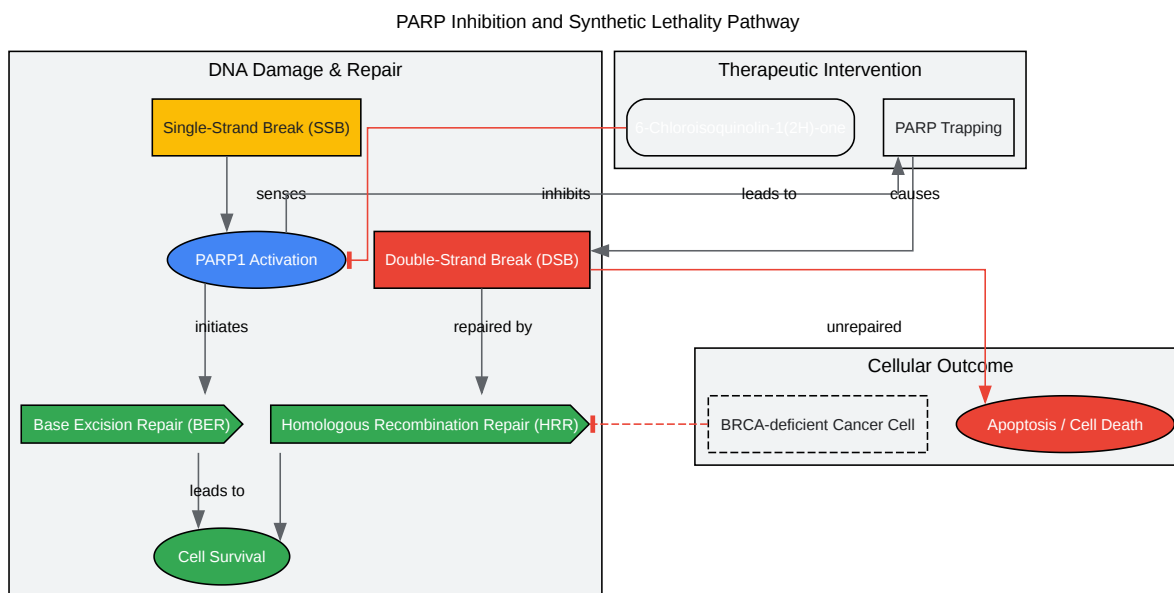 PARP Inhibition and Synthetic Lethality Pathway
DNA Damage & Repair
Therapeutic Intervention
Single-Strand Break (SSB)
6-Chloroisoquinolin-1(2H)-one
PARP Trapping
senses
inhibits
leads to
causes
PARP1 Activation
Double-Strand Break (DSB)
initiates
repaired by
unrepaired
Cellular Outcome
Base Excision Repair (BER)
Homologous Recombination Repair (HRR)
BRCA-deficient Cancer Cell
Apoptosis / Cell Death
leads to
Cell Survival